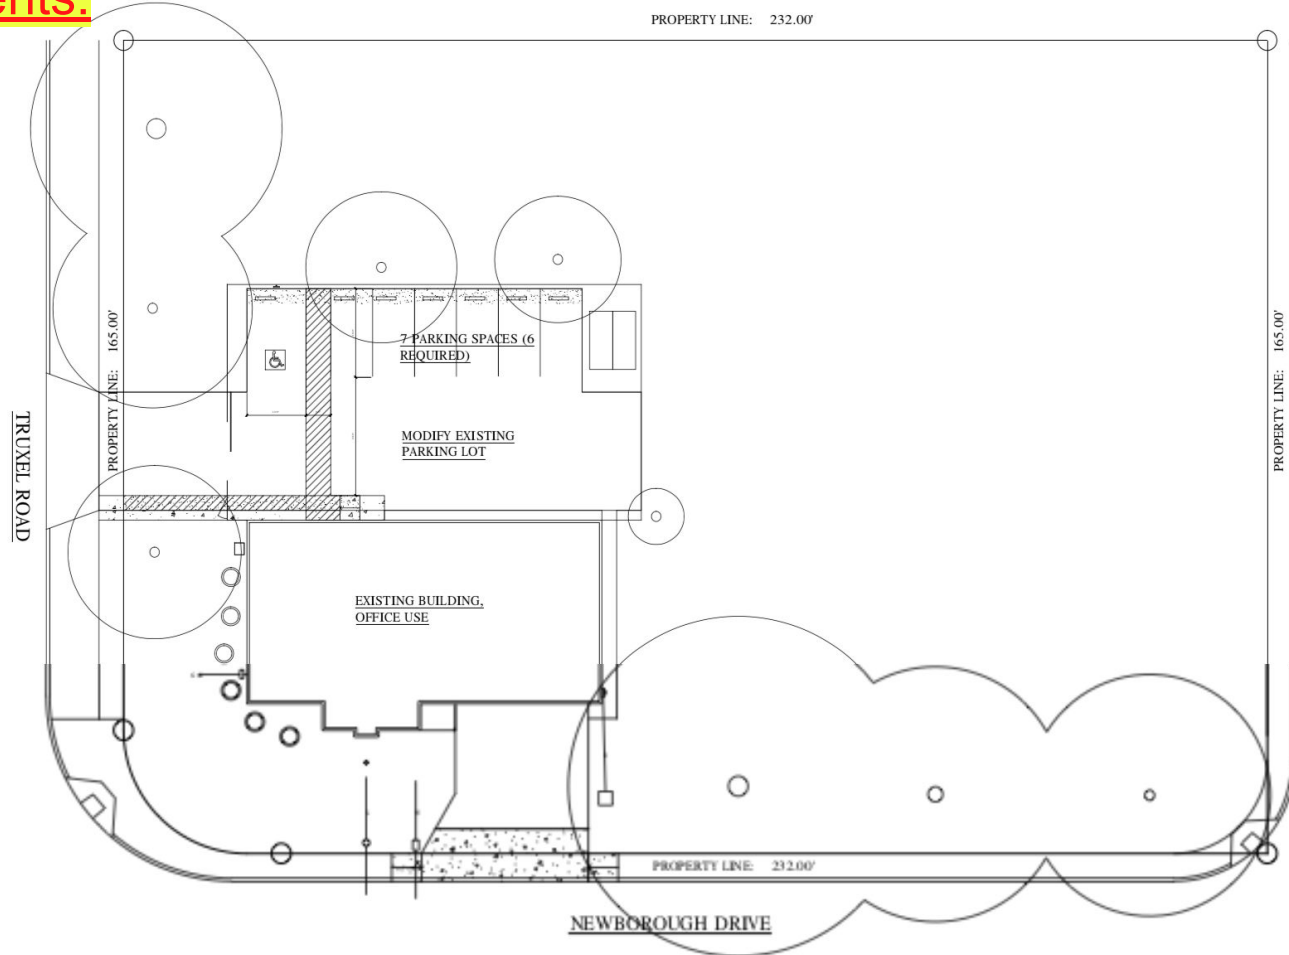 ents:
PROPERTY LINE: 232.00'
PROPERTY LINE: 165.00'
7 PARKING SPACES (6
REQUIRED)
MODIFY EXISTING
PARKING LOT
TRUXEL ROAD
PROPERTY LINE: 165.00'
EXISTING BUILDING,
OFFICE USE
PROPERTY LINE: 232.00'
NEWBOROUGH DRIVE